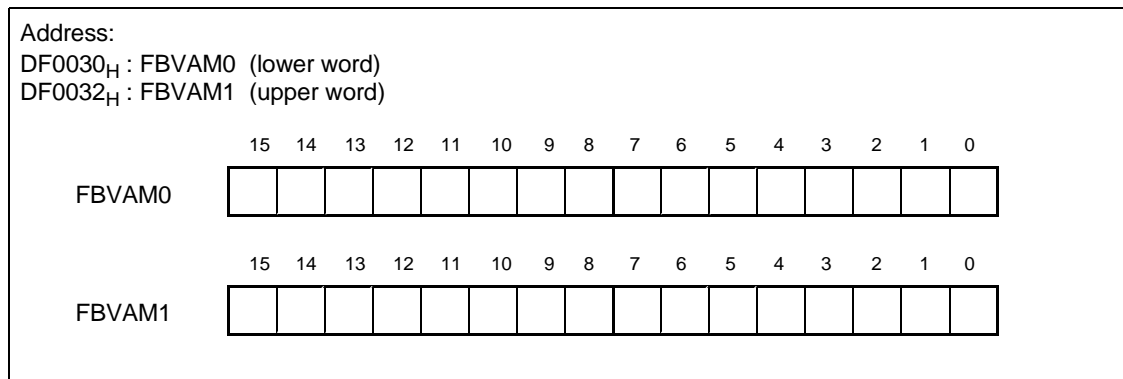 Address:
DF0030H : FBVAM0 (lower word)
DF0032H : FBVAM1 (upper word)
15 14 13 12 11 10 9 8 7 6 5 4 3 2 1 0
FBVAM0
15 14 13 12 11 10 9 8 7 6 5 4 3 2 1 0
FBVAM1